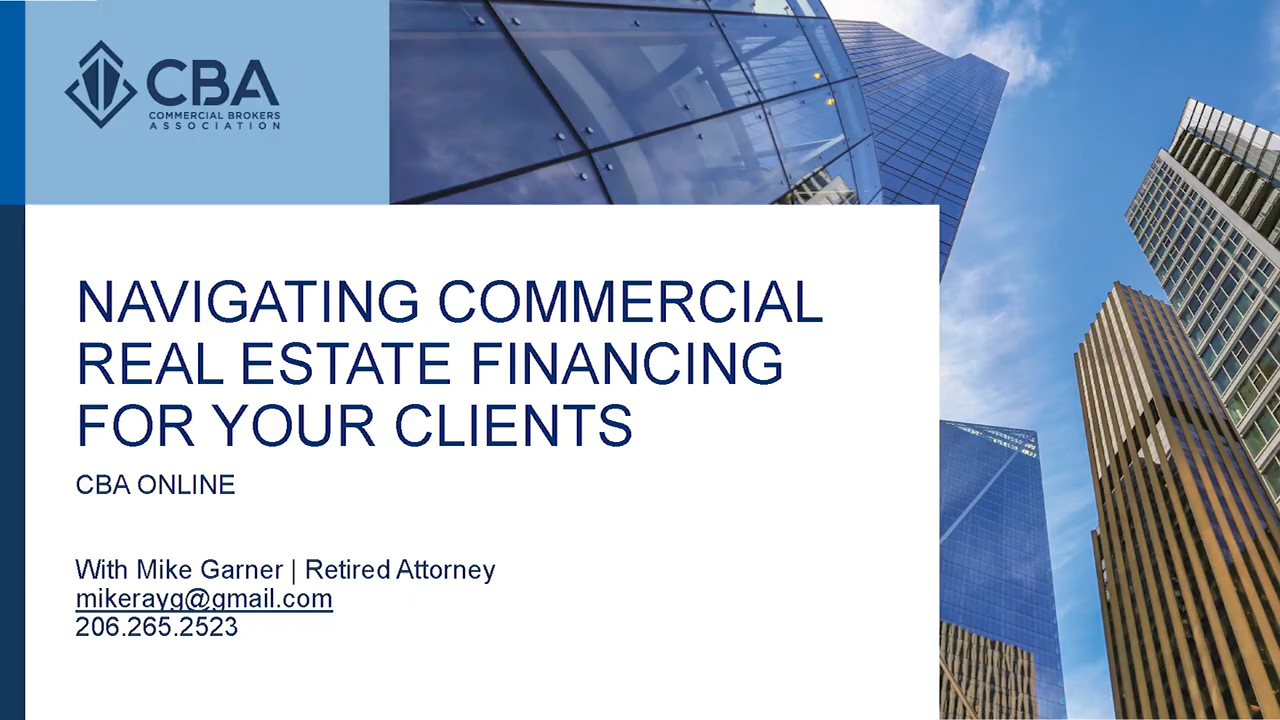 CBA
COMMERCIAL BROKERS
ASSOCIATION
NAVIGATING COMMERCIAL
REAL ESTATE FINANCING
FOR YOUR CLIENTS
CBA ONLINE
With Mike Garner | Retired Attorney
mikerayg@gmail.com
206.265.2523